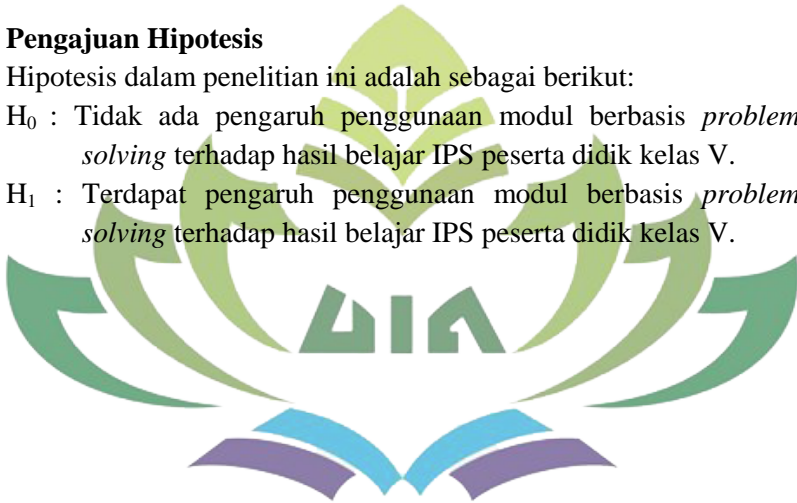 Pengajuan Hipotesis
Hipotesis dalam penelitian ini adalah sebagai berikut:
H₀ : Tidak ada pengaruh penggunaan modul berbasis problem
solving terhadap hasil belajar IPS peserta didik kelas V.
H₁ : Terdapat pengaruh penggunaan modul berbasis problem
solving terhadap hasil belajar IPS peserta didik kelas V.
UIN